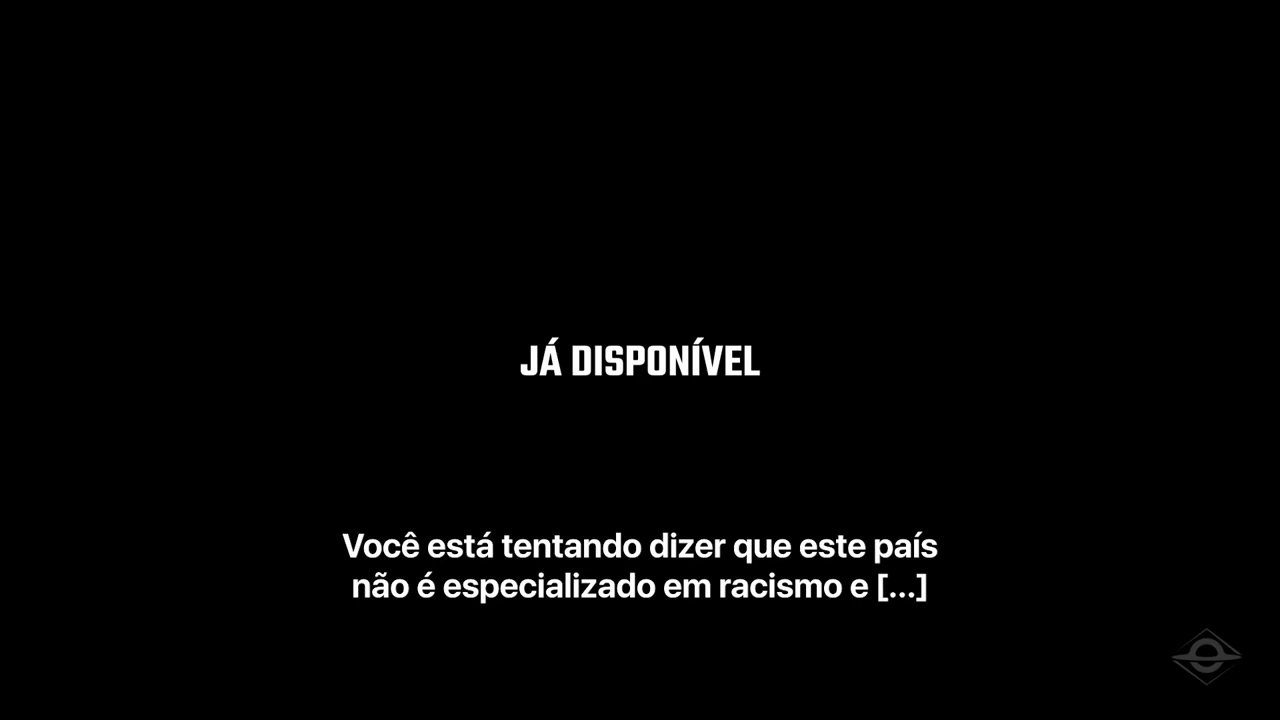 JÁ DISPONÍVEL
Você está tentando dizer que este país
não é especializado em racismo e [...]